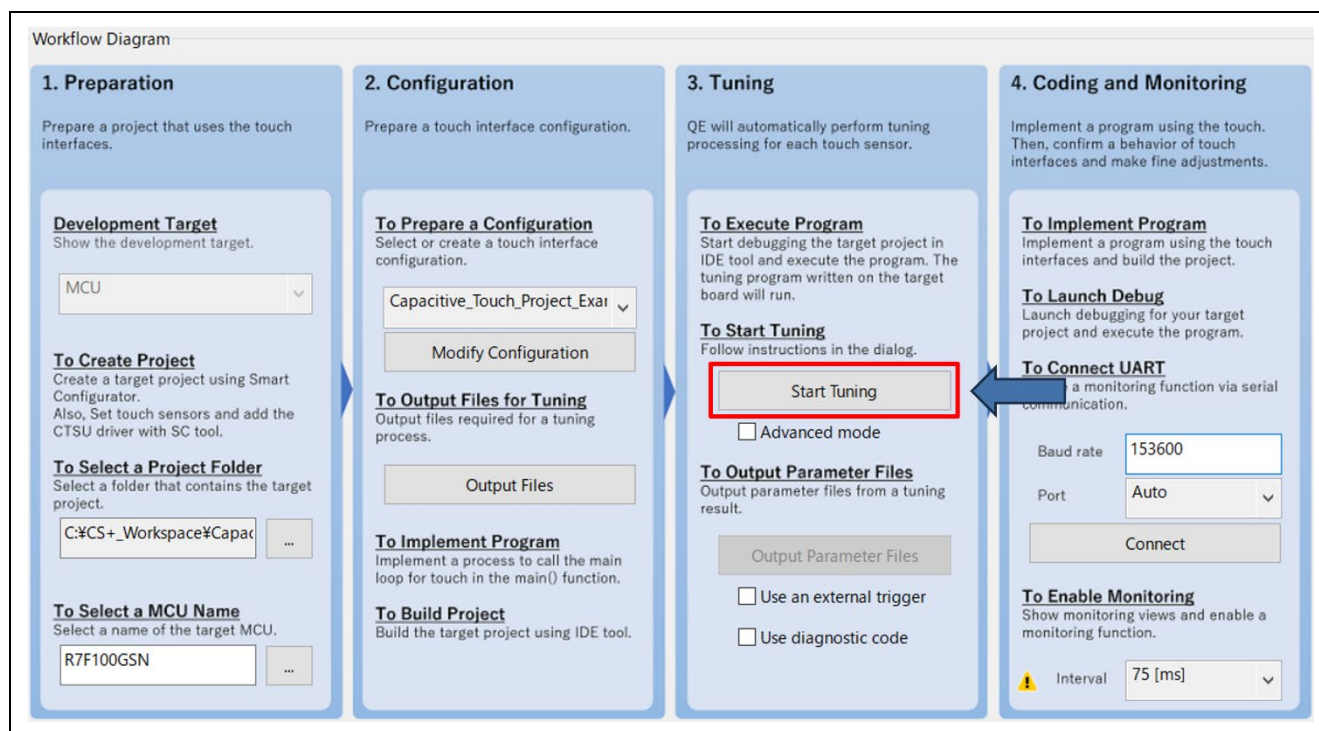 Workflow Diagram
1. Preparation
Prepare a project that uses the touch
interfaces.
Development Target
Show the development target.
MCU
To Create Project
Create a target project using Smart
Configurator.
Also, Set touch sensors and add the
CTSU driver with SC tool.
To Select a Project Folder
Select a folder that contains the target
project.
C:¥CS+_Workspace¥Capac
...
To Select a MCU Name
Select a name of the target MCU.
R7F100GSN
...
2. Configuration
Prepare a touch interface configuration.
To Prepare a Configuration
Select or create a touch interface
configuration.
Capacitive_Touch_Project_Exar
Modify Configuration
To Output Files for Tuning
Output files required for a tuning
process.
Output Files
To Implement Program
Implement a process to call the main
loop for touch in the main() function.
To Build Project
Build the target project using IDE tool.
3. Tuning
QE will automatically perform tuning
processing for each touch sensor.
To Execute Program
Start debugging the target project in
IDE tool and execute the program. The
tuning program written on the target
board will run.
To Start Tuning
Follow instructions in the dialog.
Start Tuning
Advanced mode
To Output Parameter Files
Output parameter files from a tuning
result.
Output Parameter Files
Use an external trigger
Use diagnostic code
4. Coding and Monitoring
Implement a program using the touch.
Then, confirm a behavior of touch
interfaces and make fine adjustments.
To Implement Program
Implement a program using the touch
interfaces and build the project.
To Launch Debug
Launch debugging for your target
project and execute the program.
To Connect UART
a monitoring function via serial
communication.
Baud rate
153600
Port
Auto
Connect
To Enable Monitoring
Show monitoring views and enable a
monitoring function.
Interval
75 [ms]